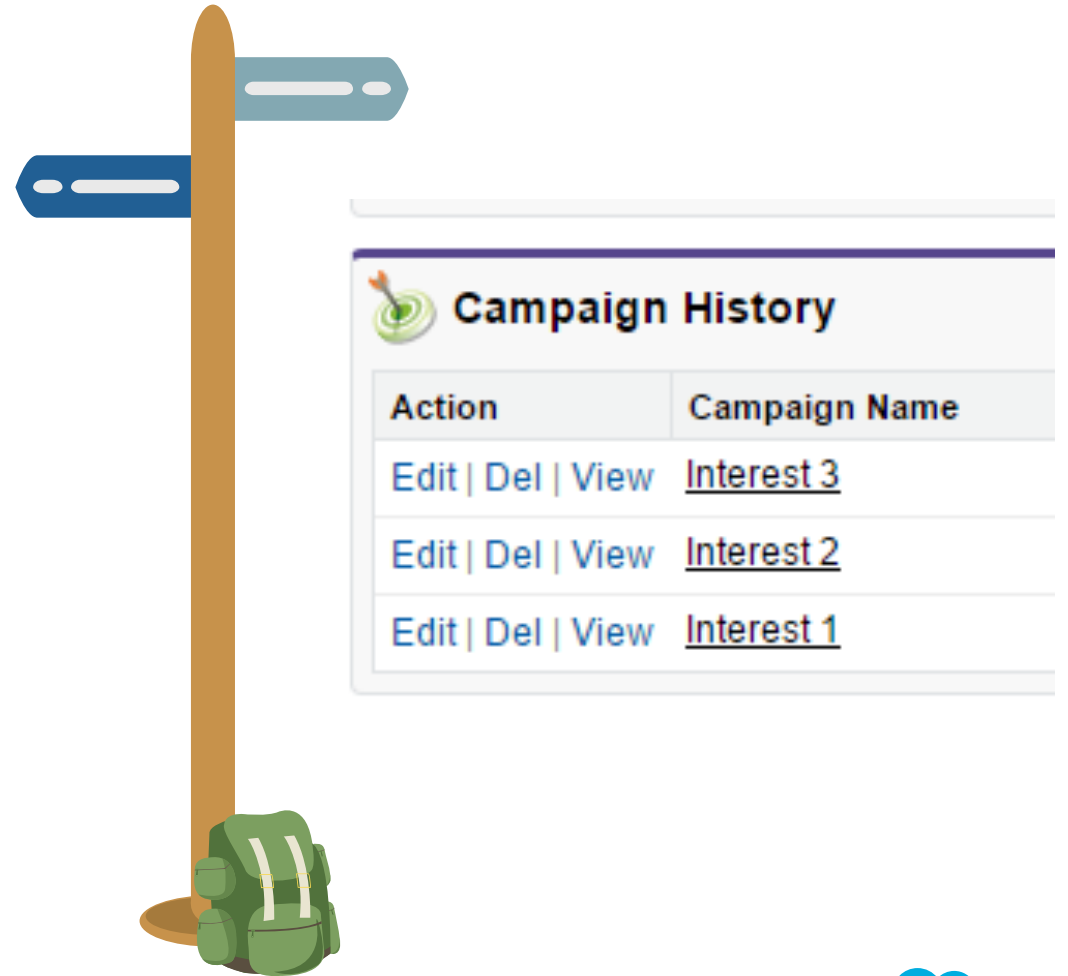 Campaign History
Action Campaign Name
Edit | Del | View Interest 3
Edit | Del | View Interest 2
Edit | Del | View Interest 1